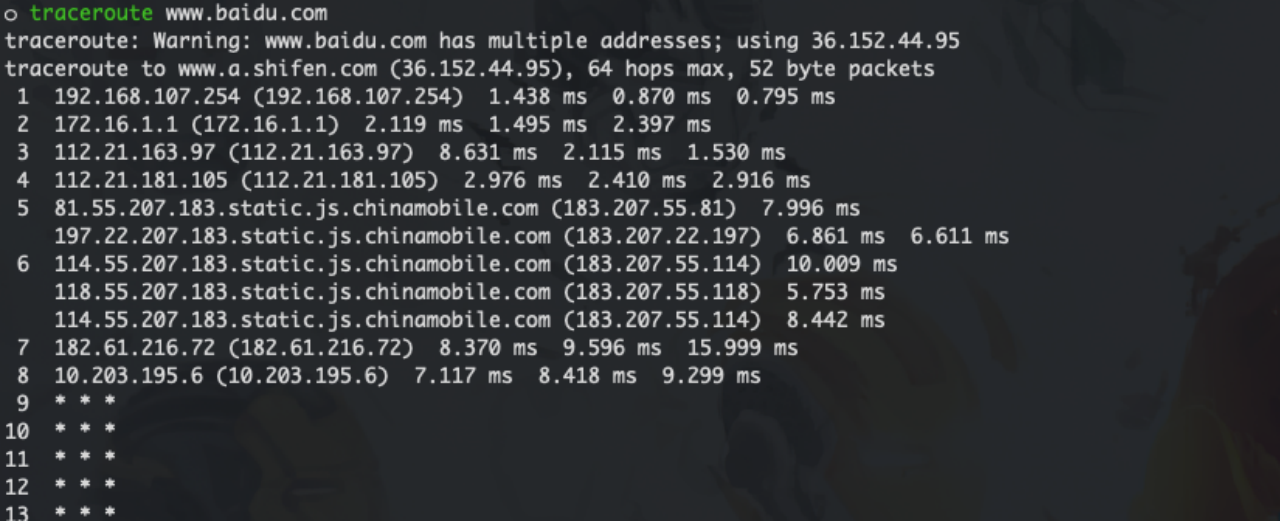 o traceroute www.baidu.com
traceroute: Warning: www.baidu.com has multiple addresses; using 36.152.44.95
traceroute to www.a.shifen.com (36.152.44.95), 64 hops max, 52 byte packets
 1  192.168.107.254 (192.168.107.254)  1.438 ms  0.870 ms  0.795 ms
 2  172.16.1.1 (172.16.1.1)  2.119 ms  1.495 ms  2.397 ms
 3  112.21.163.97 (112.21.163.97)  8.631 ms  2.115 ms  1.530 ms
 4  112.21.181.105 (112.21.181.105)  2.976 ms  2.410 ms  2.916 ms
 5  81.55.207.183.static.js.chinamobile.com (183.207.55.81)  7.996 ms
    197.22.207.183.static.js.chinamobile.com (183.207.22.197)  6.861 ms  6.611 ms
 6  114.55.207.183.static.js.chinamobile.com (183.207.55.114)  10.009 ms
    118.55.207.183.static.js.chinamobile.com (183.207.55.118)  5.753 ms
    114.55.207.183.static.js.chinamobile.com (183.207.55.114)  8.442 ms
 7  182.61.216.72 (182.61.216.72)  8.370 ms  9.596 ms  15.999 ms
 8  10.203.195.6 (10.203.195.6)  7.117 ms  8.418 ms  9.299 ms
 9  * * *
10  * * *
11  * * *
12  * * *
13  * * *